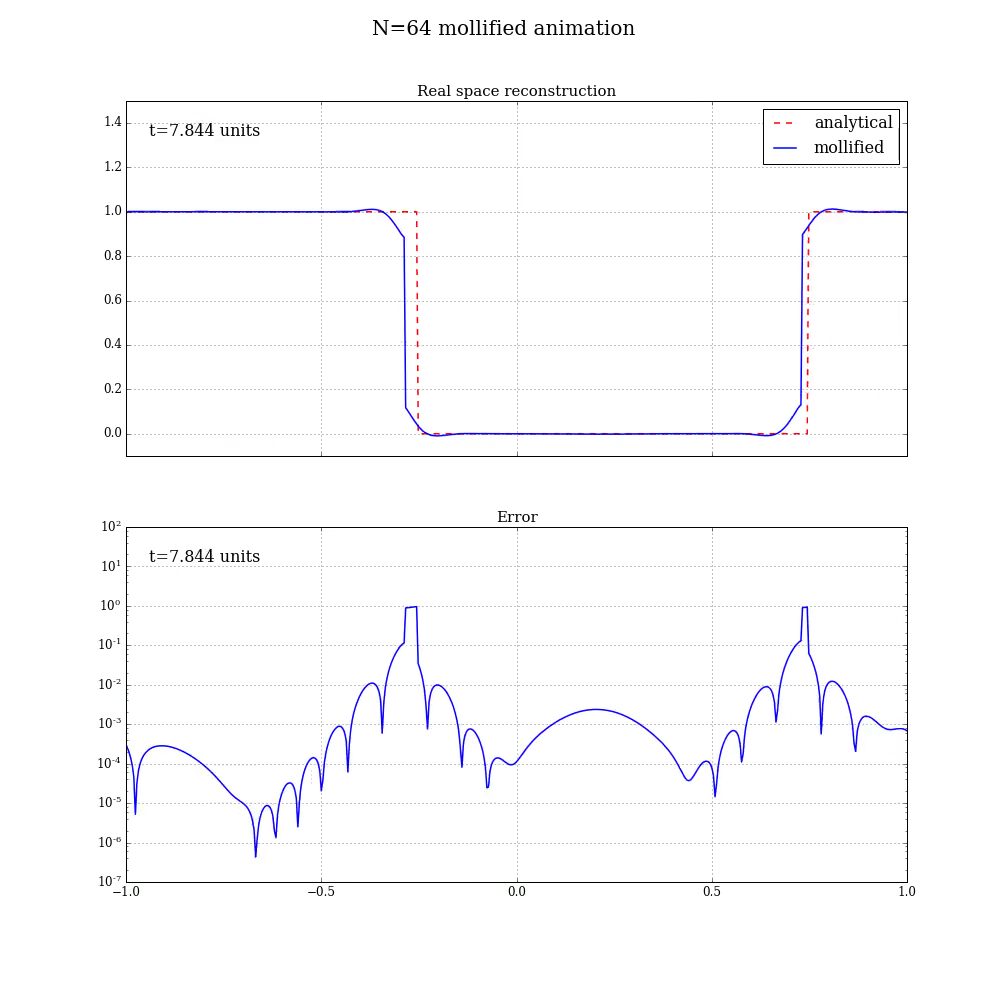 N=64 mollified animation
Real space reconstruction
t=7.844 units
analytical
mollified
1.4
1.2
1.0
0.8
0.6
0.4
0.2
0.0
Error
t=7.844 units
10²
10¹
10⁰
10⁻¹
10⁻²
10⁻³
10⁻⁴
10⁻⁵
10⁻⁶
10⁻⁷
−1.0 −0.5 0.0 0.5 1.0